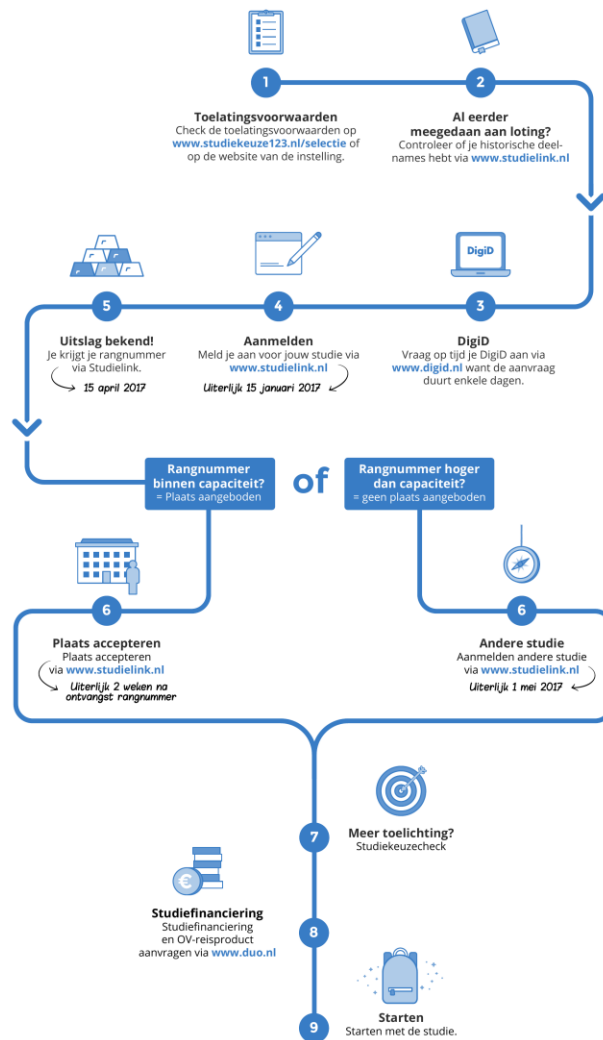 1
Toelatingsvoorwaarden
Check de toelatingsvoorwaarden op
www.studiekeuze123.nl/selectie of
op de website van de instelling.
2
Al eerder
meegedaan aan loting?
Controleer of je historische deel-
names hebt via www.studielink.nl
DigiD
3
DigiD
Vraag op tijd je DigiD aan via
www.digid.nl want de aanvraag
duurt enkele dagen.
4
Aanmelden
Meld je aan voor jouw studie via
www.studielink.nl
Uiterlijk 15 januari 2017
5
Uitslag bekend!
Je krijgt je rangnummer
via Studielink.
15 april 2017
Rangnummer
binnen capaciteit?
= Plaats aangeboden
of
Rangnummer hoger
dan capaciteit?
= geen plaats aangeboden
6
Plaats accepteren
Plaats accepteren
via www.studielink.nl
Uiterlijk 2 weken na
ontvangst rangnummer
6
Andere studie
Aanmelden andere studie
via www.studielink.nl
Uiterlijk 1 mei 2017
7
Meer toelichting?
Studiekeuzecheck
€
8
Studiefinanciering
Studiefinanciering
en OV-reisproduct
aanvragen via www.duo.nl
9
Starten
Starten met de studie.